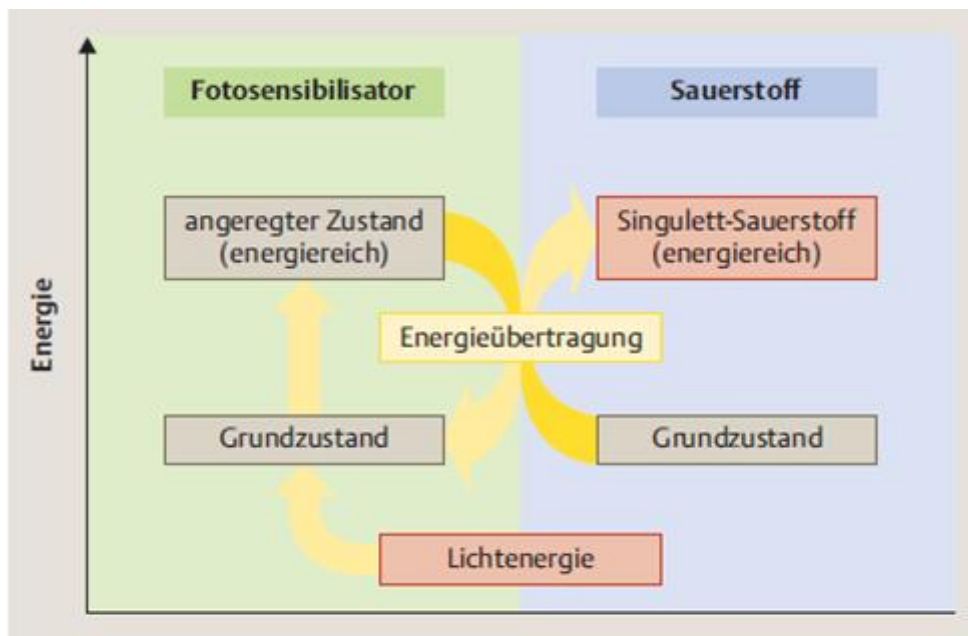 Fotosensibilisator
Sauerstoff
angeregter Zustand
(energiereich)
Singulett-Sauerstoff
(energiereich)
Energieübertragung
Energie
Grundzustand
Grundzustand
Lichtenergie